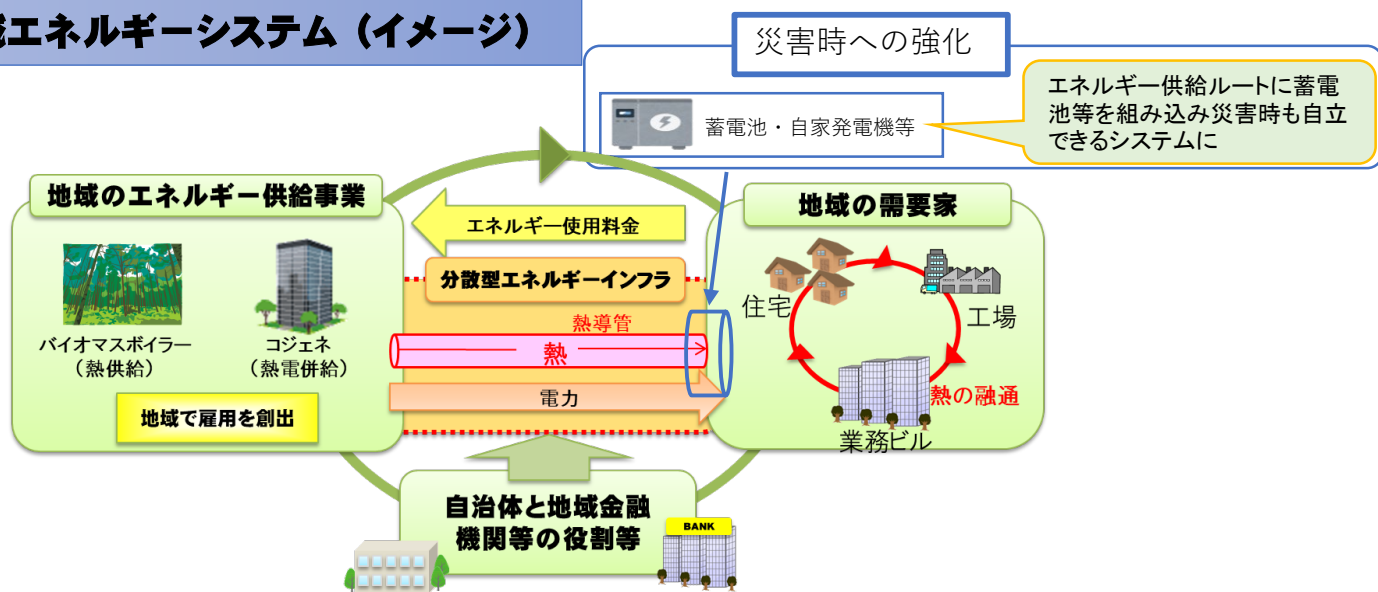 エネルギーシステム（イメージ）
災害時への強化
蓄電池・自家発電機等
エネルギー供給ルートに蓄電
池等を組み込み災害時も自立
できるシステムに
地域のエネルギー供給事業
バイオマスボイラー
（熱供給）
コジェネ
（熱電併給）
地域で雇用を創出
エネルギー使用料金
分散型エネルギーインフラ
熱導管
熱
電力
地域の需要家
住宅
工場
熱の融通
業務ビル
自治体と地域金融
機関等の役割等
BANK